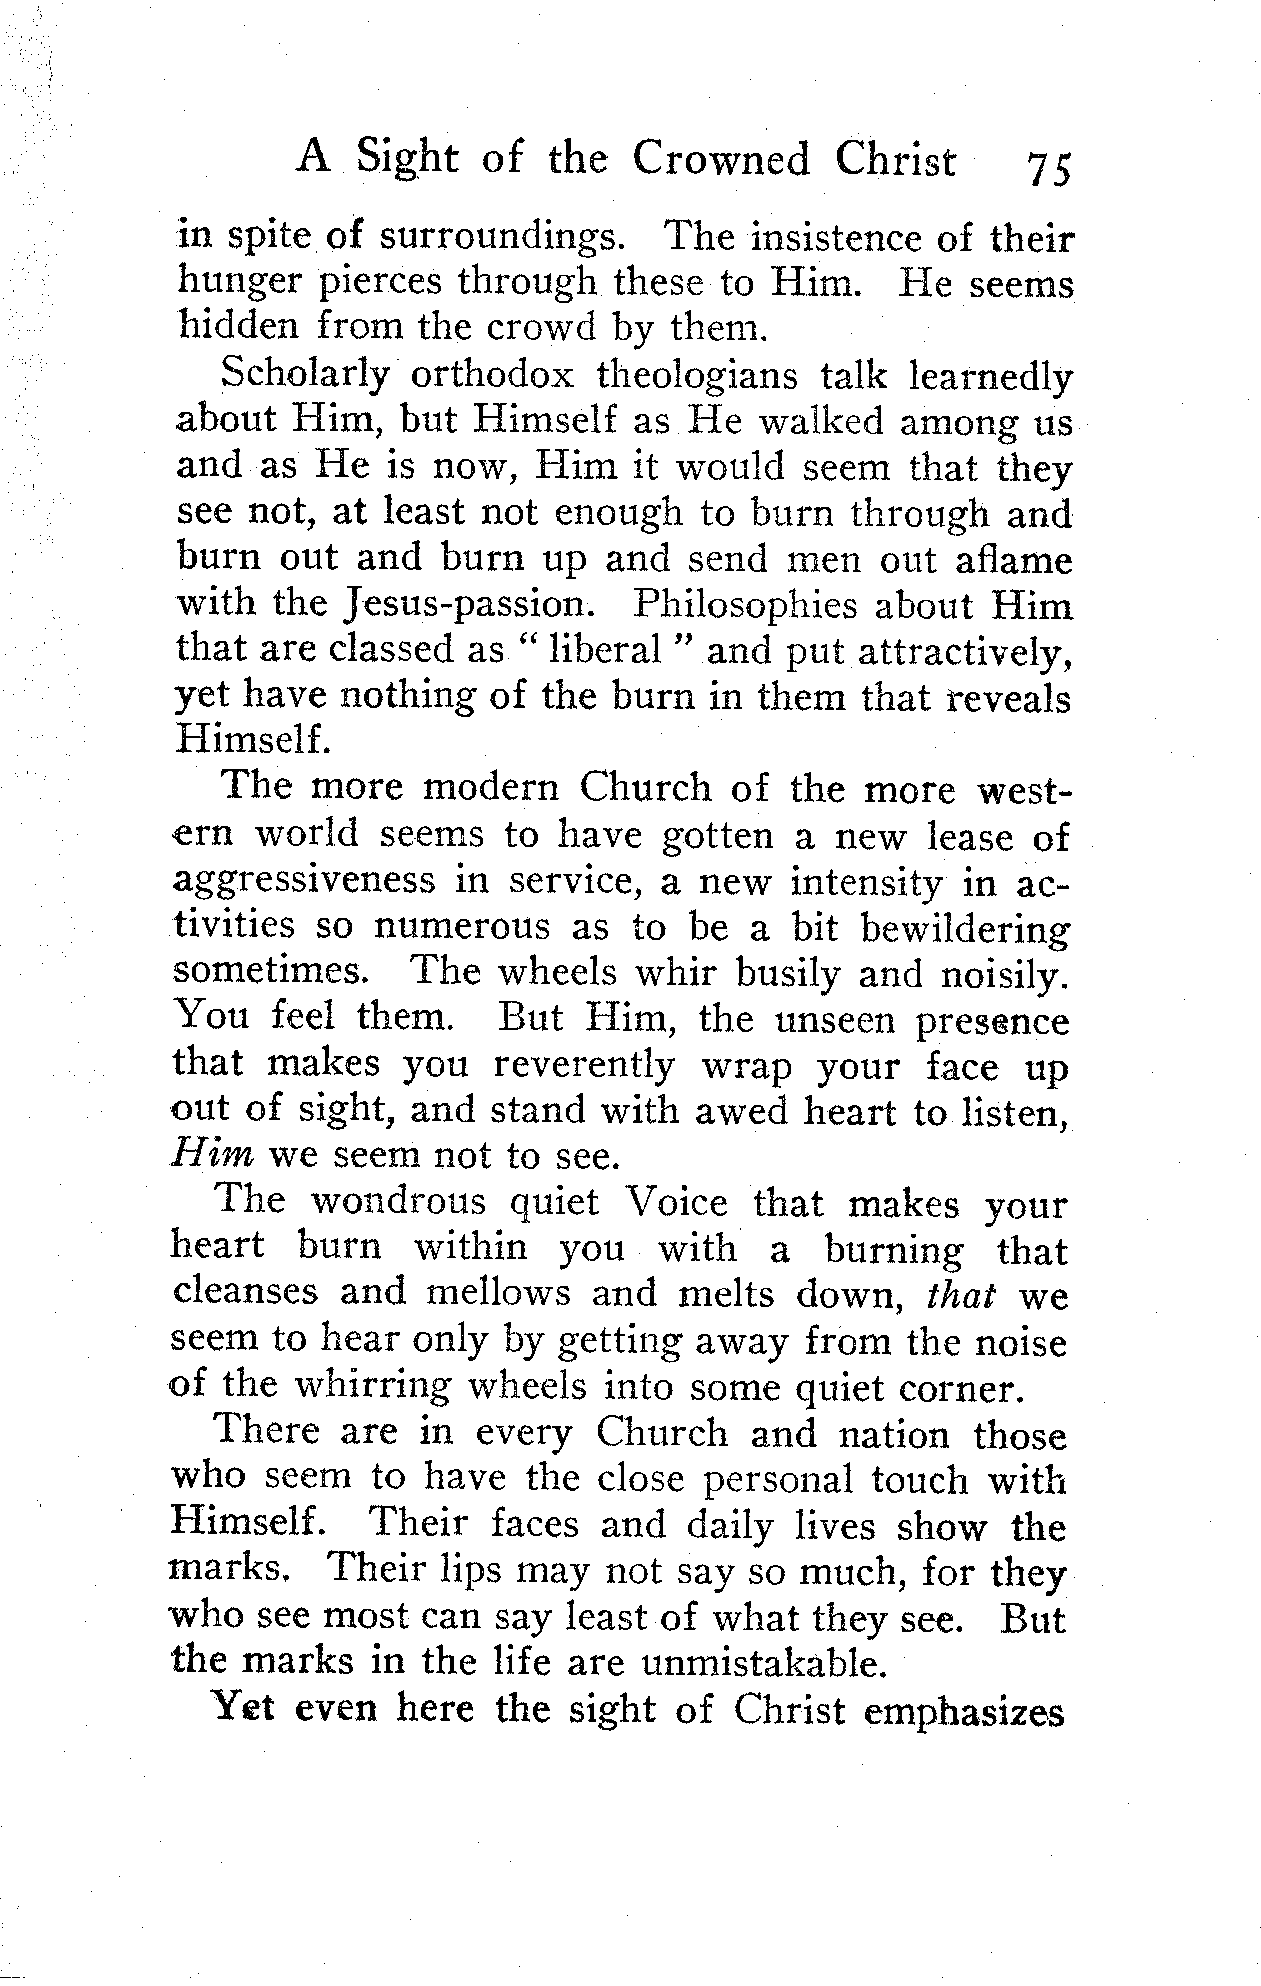 A Sight of the Crowned Christ 75
in spite of surroundings. The insistence of their
hunger pierces through these to Him. He seems
hidden from the crowd by them.
Scholarly orthodox theologians talk learnedly
about Him, but Himself as He walked among us
and as He is now, Him it would seem that they
see not, at least not enough to burn through and
burn out and burn up and send men out aflame
with the Jesus-passion. Philosophies about Him
that are classed as “ liberal ” and put attractively,
yet have nothing of the burn in them that reveals
Himself.
The more modern Church of the more west-
ern world seems to have gotten a new lease of
aggressiveness in service, a new intensity in ac-
tivities so numerous as to be a bit bewildering
sometimes. The wheels whir busily and noisily.
You feel them. But Him, the unseen presence
that makes you reverently wrap your face up
out of sight, and stand with awed heart to listen,
Him we seem not to see.
The wondrous quiet Voice that makes your
heart burn within you with a burning that
cleanses and mellows and melts down, that we
seem to hear only by getting away from the noise
of the whirring wheels into some quiet corner.
There are in every Church and nation those
who seem to have the close personal touch with
Himself. Their faces and daily lives show the
marks. Their lips may not say so much, for they
who see most can say least of what they see. But
the marks in the life are unmistakable.
Yet even here the sight of Christ emphasizes